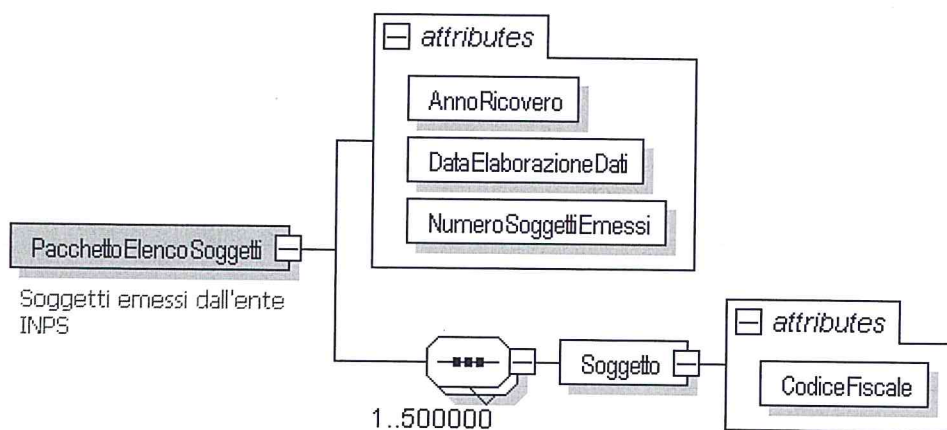 attributes
AnnoRicovero
DataElaborazioneDati
NumeroSoggettiEmessi
PacchettoElencoSoggetti
Soggetti emessi dall'ente
INPS
1..500000
Soggetto
attributes
CodiceFiscale